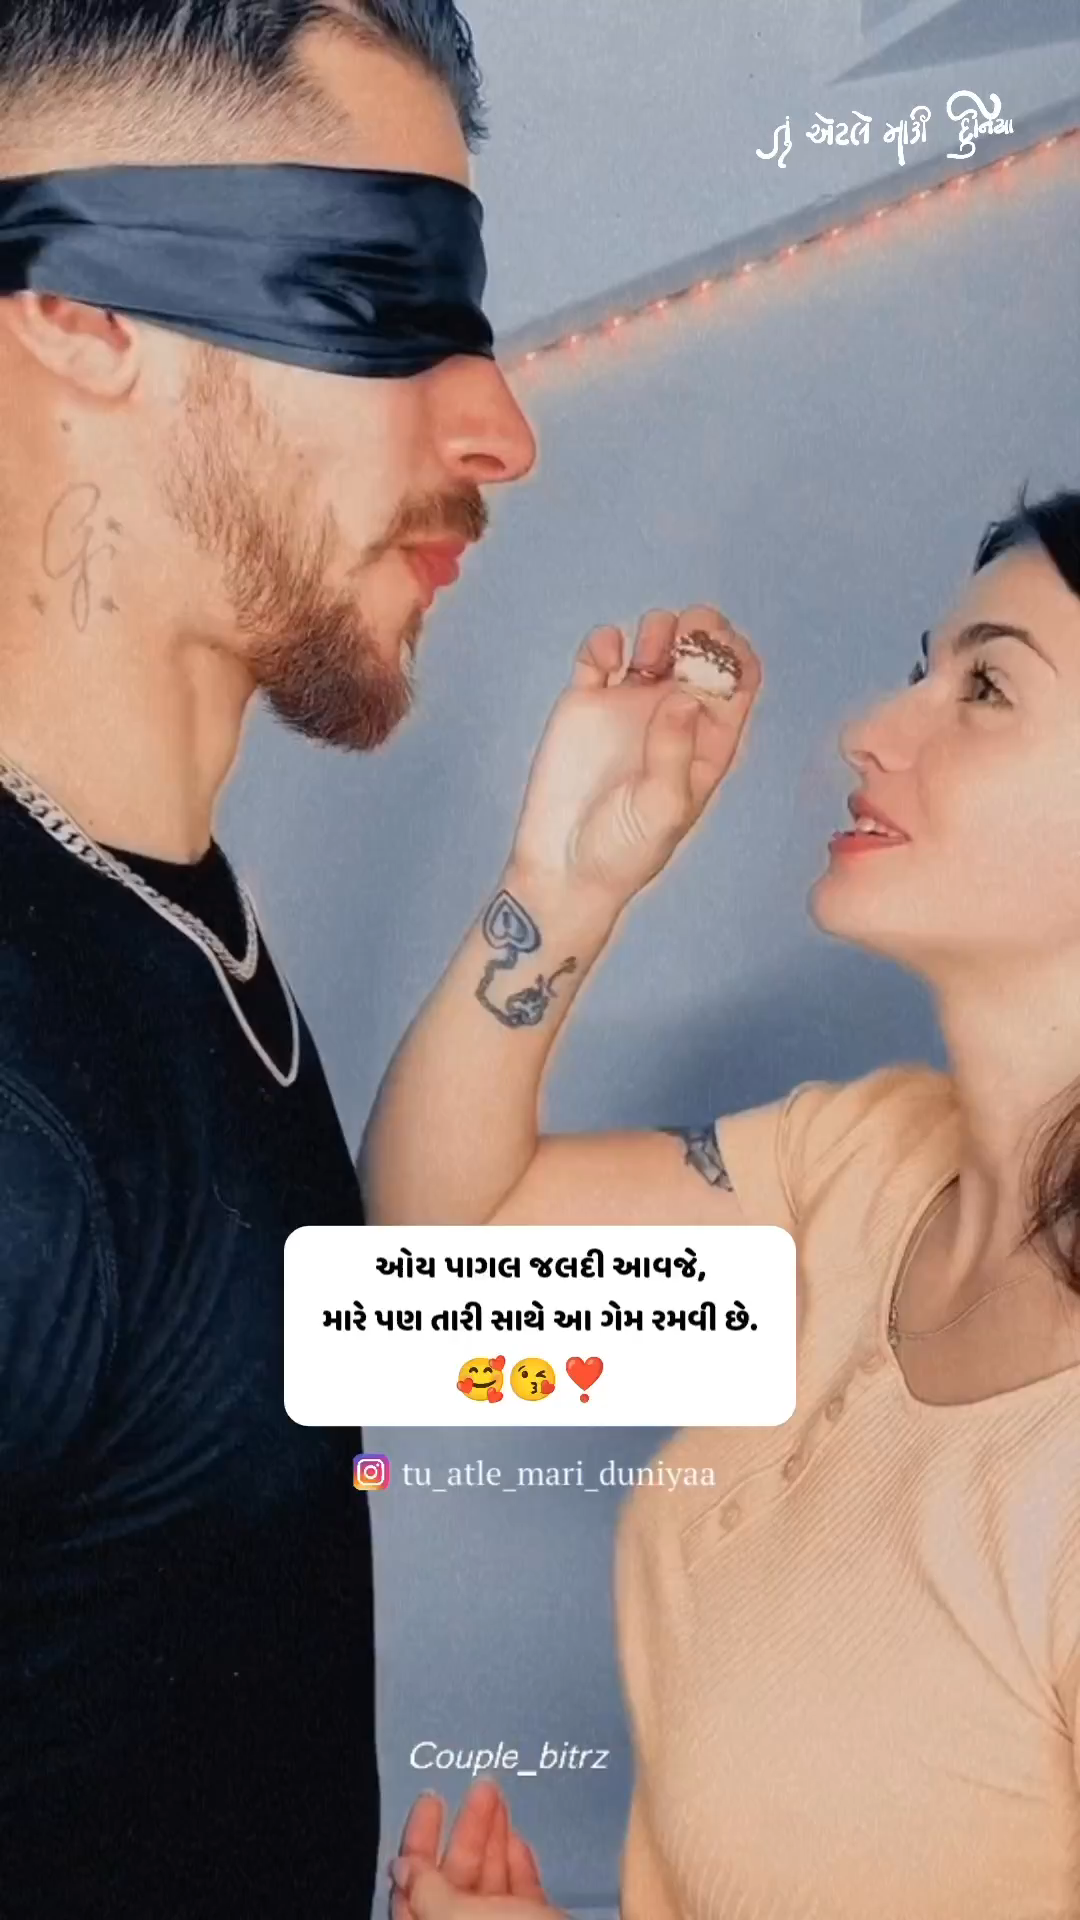 તું એટલે મારી દુનિયા
ઓય પાગલ જલદી આવજે,
મારે પણ તારી સાથે આ ગેમ રમવી છે.
🥰😘❣️
tu_atle_mari_duniyaa
Couple_bitrz